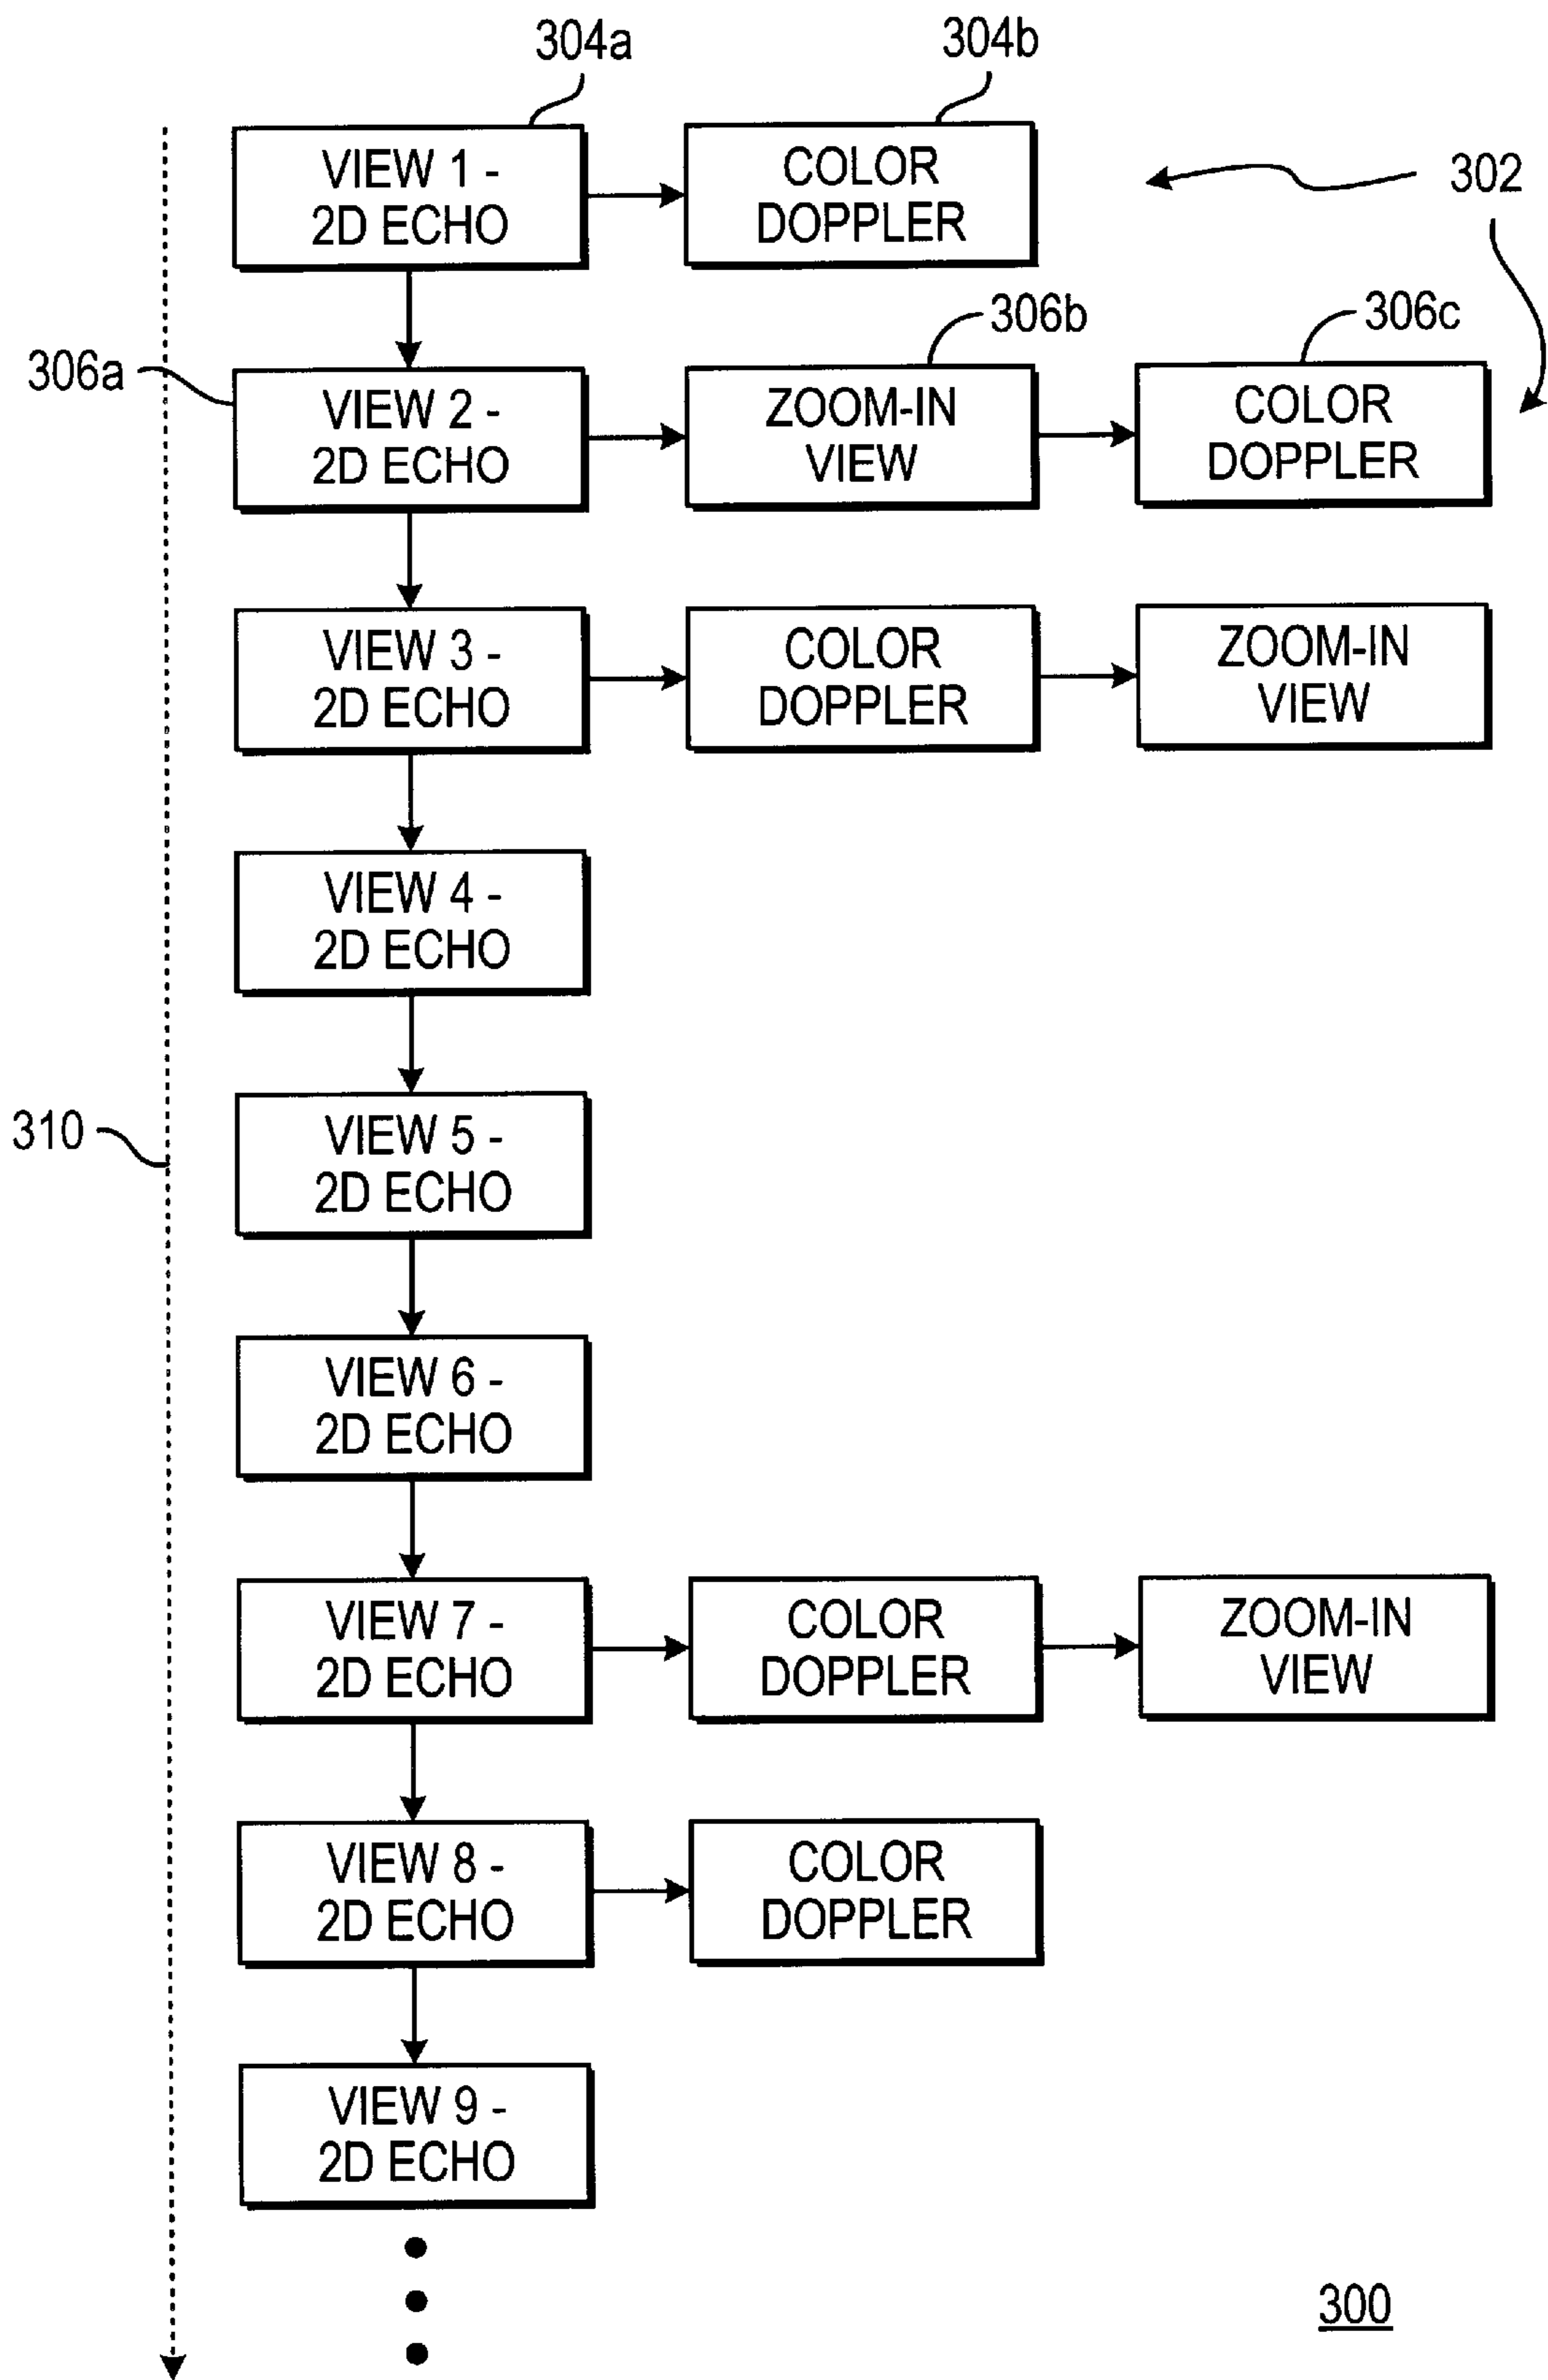 304a
304b
VIEW 1 -
2D ECHO
COLOR
DOPPLER
302
306a
306b
306c
VIEW 2 -
2D ECHO
ZOOM-IN
VIEW
COLOR
DOPPLER
VIEW 3 -
2D ECHO
COLOR
DOPPLER
ZOOM-IN
VIEW
VIEW 4 -
2D ECHO
310
VIEW 5 -
2D ECHO
VIEW 6 -
2D ECHO
VIEW 7 -
2D ECHO
COLOR
DOPPLER
ZOOM-IN
VIEW
VIEW 8 -
2D ECHO
COLOR
DOPPLER
VIEW 9 -
2D ECHO
300